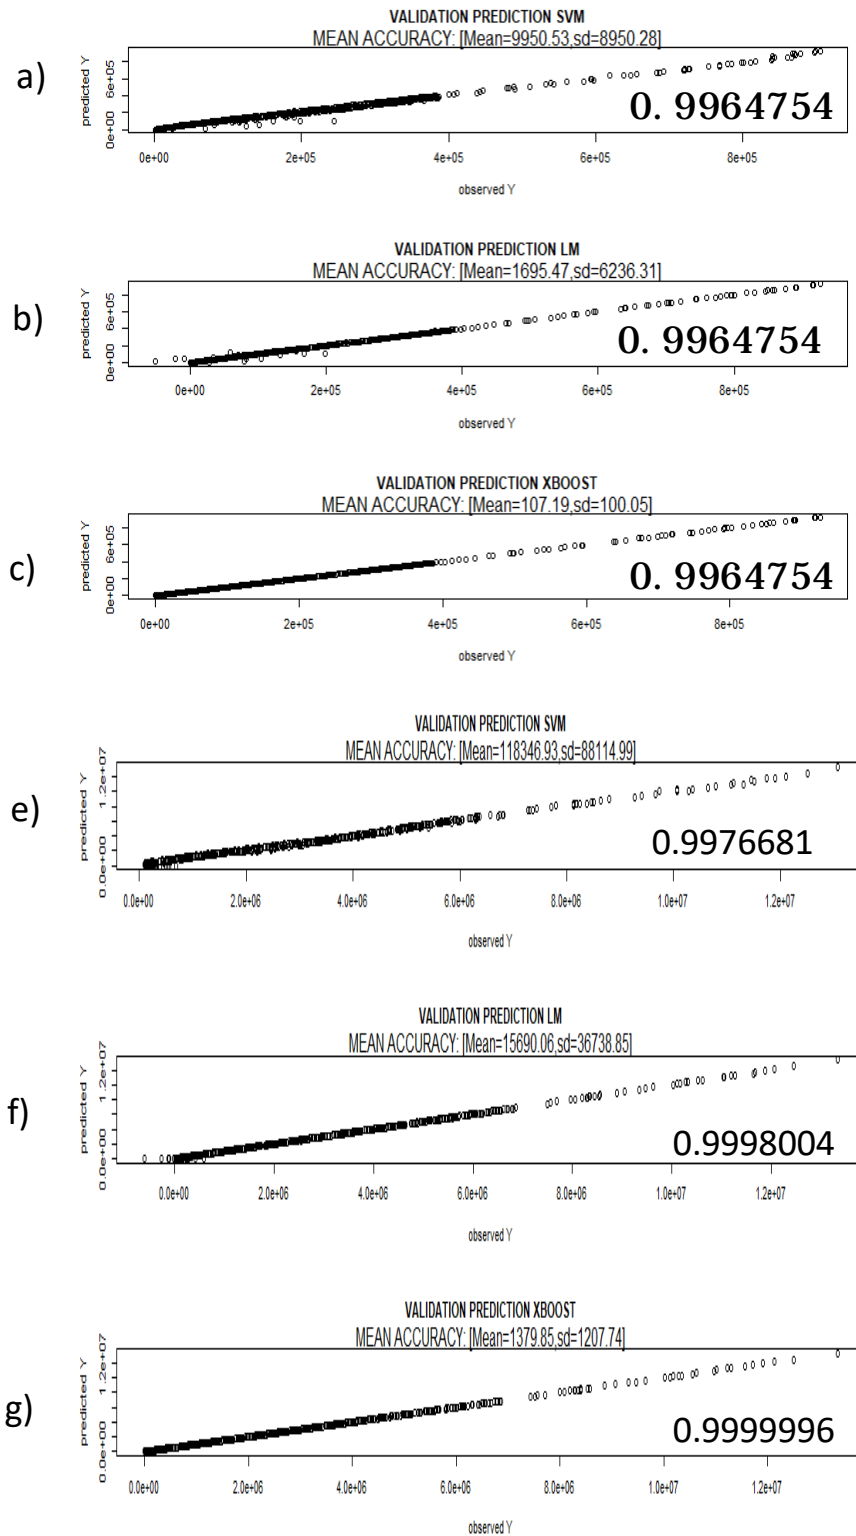 VALIDATION PREDICTION SVM
MEAN ACCURACY: [Mean=9950.53,sd=8950.28]
a)
predicted Y
0e+00 6e+05
0.9964754
0e+00 2e+05 4e+05 6e+05 8e+05
observed Y
VALIDATION PREDICTION LM
MEAN ACCURACY: [Mean=1695.47,sd=6236.31]
b)
predicted Y
0e+00 6e+05
0.9964754
0e+00 2e+05 4e+05 6e+05 8e+05
observed Y
VALIDATION PREDICTION XBOOST
MEAN ACCURACY: [Mean=107.19,sd=100.05]
c)
predicted Y
0e+00 6e+05
0.9964754
0e+00 2e+05 4e+05 6e+05 8e+05
observed Y
VALIDATION PREDICTION SVM
MEAN ACCURACY: [Mean=118346.93,sd=88114.99]
e)
predicted Y
0.0e+00 1.2e+07
0.9976681
0.0e+00 2.0e+06 4.0e+06 6.0e+06 8.0e+06 1.0e+07 1.2e+07
observed Y
VALIDATION PREDICTION LM
MEAN ACCURACY: [Mean=15690.06,sd=36738.85]
f)
predicted Y
0.0e+00 1.2e+07
0.9998004
0.0e+00 2.0e+06 4.0e+06 6.0e+06 8.0e+06 1.0e+07 1.2e+07
observed Y
VALIDATION PREDICTION XBOOST
MEAN ACCURACY: [Mean=1379.85,sd=1207.74]
g)
predicted Y
0.0e+00 1.2e+07
0.9999996
0.0e+00 2.0e+06 4.0e+06 6.0e+06 8.0e+06 1.0e+07 1.2e+07
observed Y